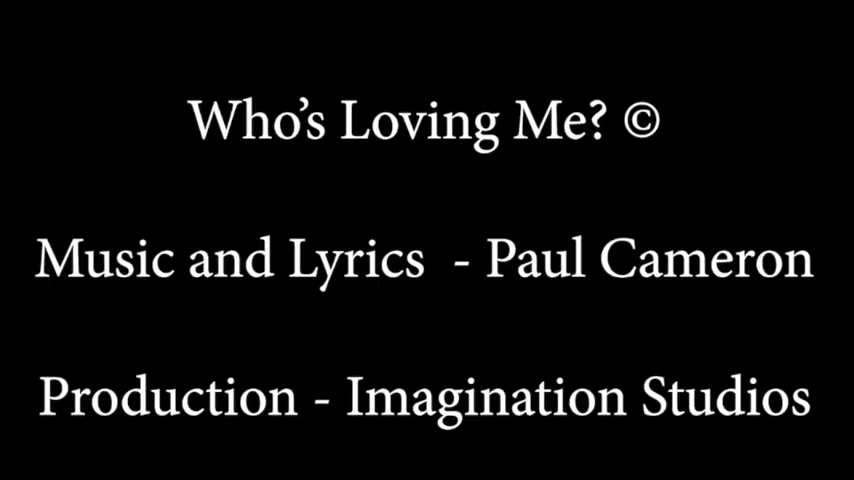 Who’s Loving Me? ©
Music and Lyrics  - Paul Cameron
Production - Imagination Studios